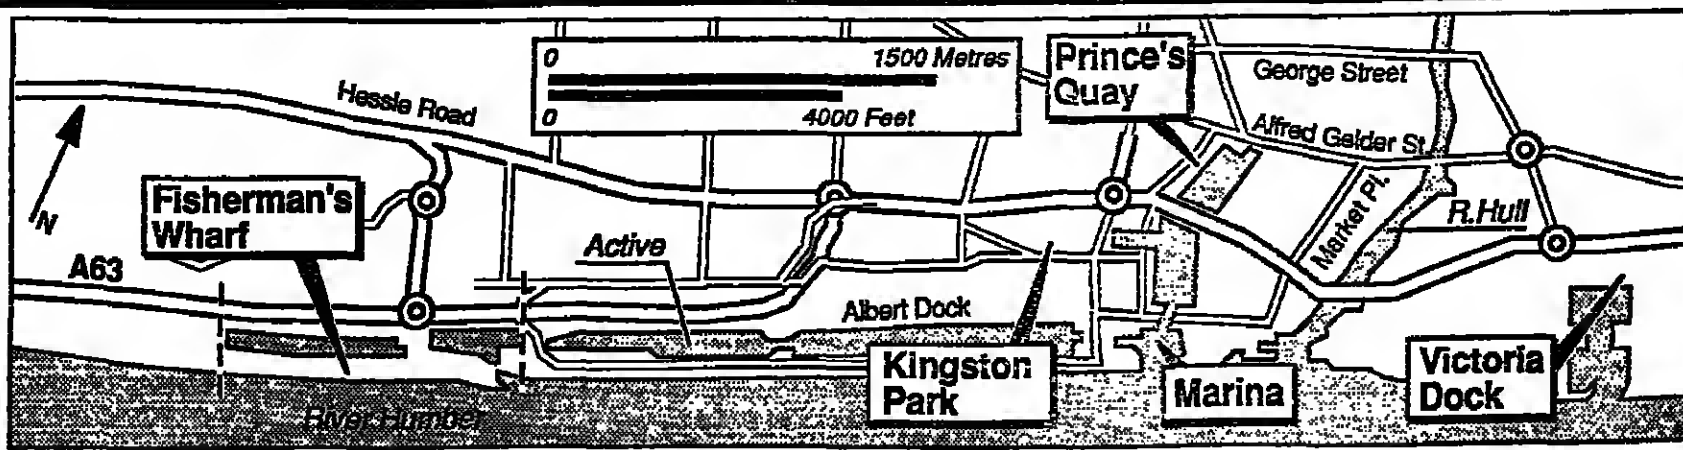 0 1500 Metres
0 4000 Feet
Prince's
Quay
George Street
Hessle Road
Alfred Gelder St.
N
Fisherman's
Wharf
Active
Market Pl.
R.Hull
A63
Albert Dock
Kingston
Park
Marina
Victoria
Dock
River Humber